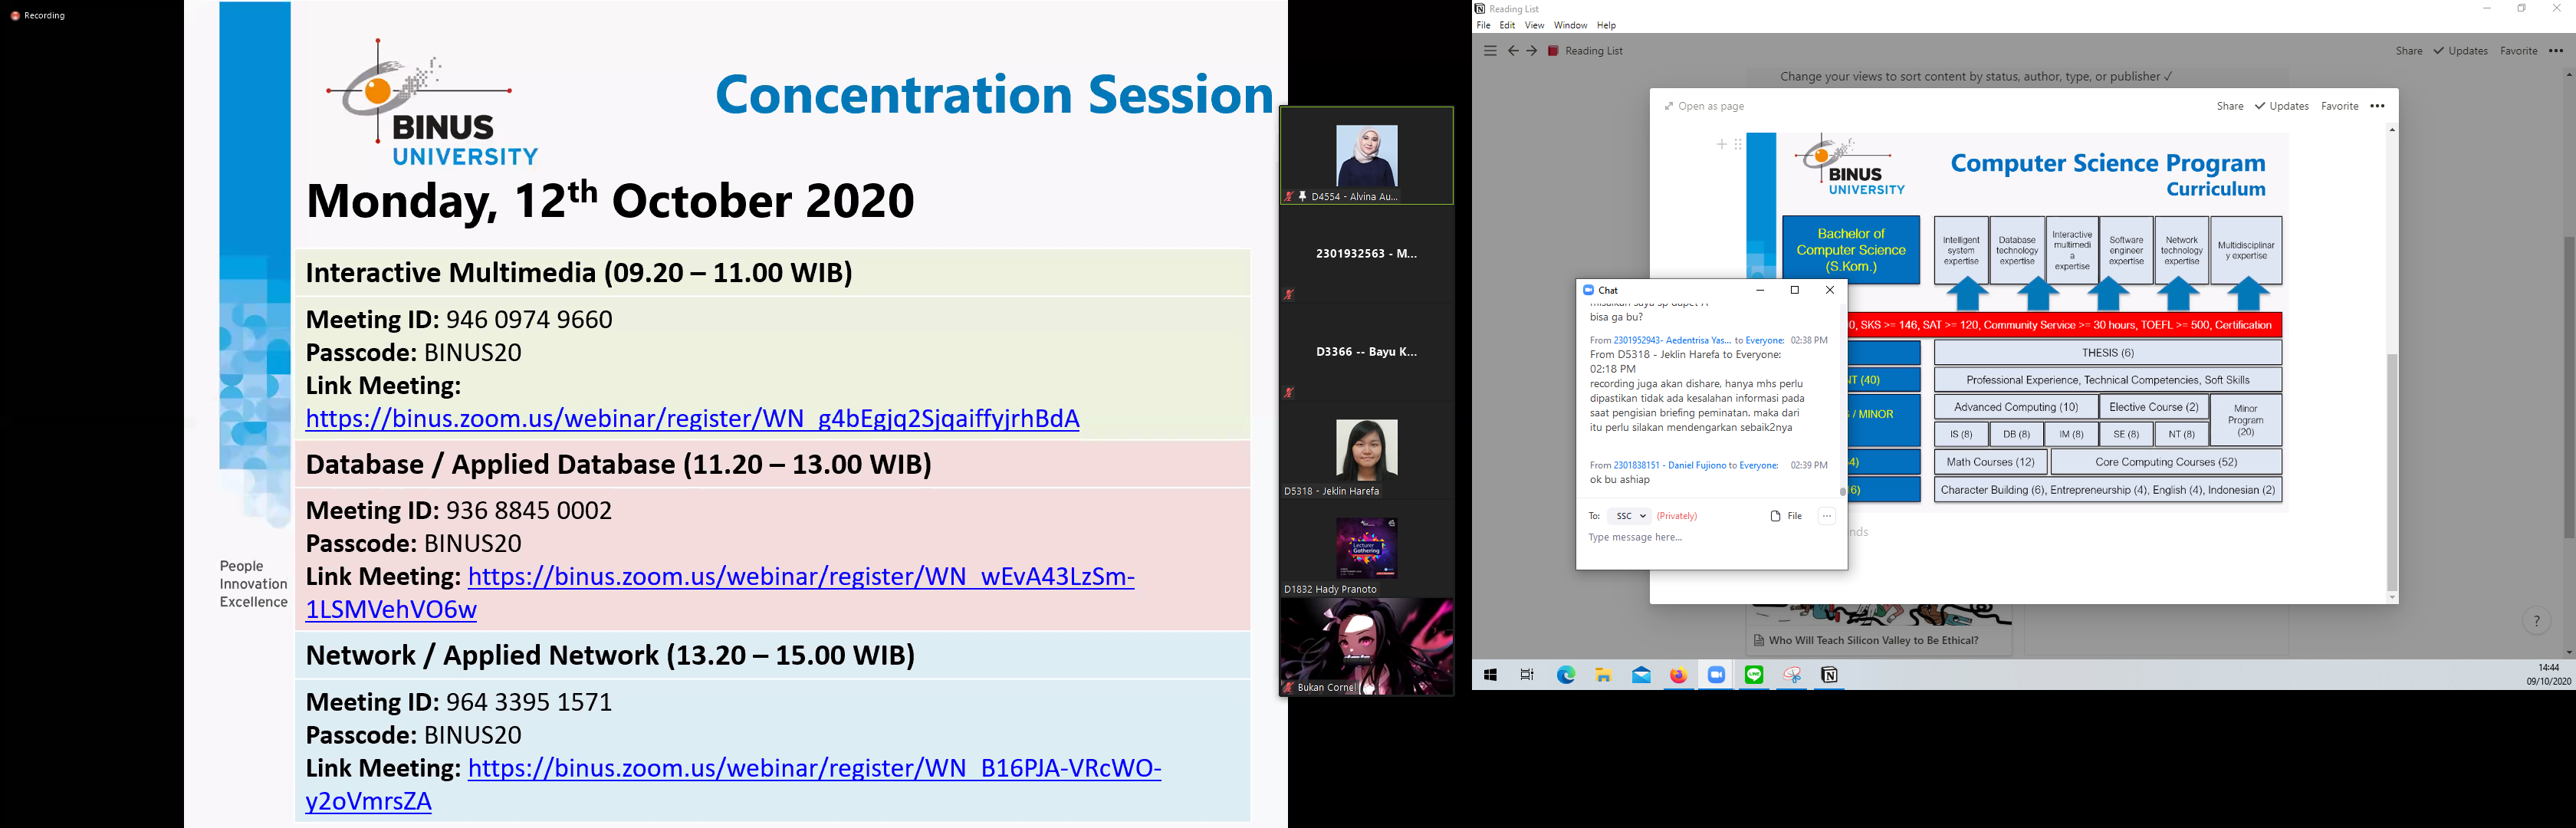 Recording
BINUS
UNIVERSITY
Concentration Session
Monday, 12th October 2020
Interactive Multimedia (09.20 – 11.00 WIB)
Meeting ID: 946 0974 9660
Passcode: BINUS20
Link Meeting:
https://binus.zoom.us/webinar/register/WN_g4bEgjq2SjqaiffyjrhBdA
Database / Applied Database (11.20 – 13.00 WIB)
Meeting ID: 936 8845 0002
Passcode: BINUS20
Link Meeting: https://binus.zoom.us/webinar/register/WN_wEvA43LzSm-
1LSMVehVO6w
Network / Applied Network (13.20 – 15.00 WIB)
Meeting ID: 964 3395 1571
Passcode: BINUS20
Link Meeting: https://binus.zoom.us/webinar/register/WN_B16PJA-VRcWO-
y2oVmrsZA
People
Innovation
Excellence
D4554 - Alvina Au...
2301932563 - M...
D3366 -- Bayu K...
D5318 - Jeklin Harefa
Lecturer
Gathering
D1832 Hady Pranoto
Bukan Cornel
Reading List
File Edit View Window Help
Reading List
Share Updates Favorite
Change your views to sort content by status, author, type, or publisher ✓
Open as page
Share Updates Favorite
BINUS
UNIVERSITY
Computer Science Program
Curriculum
Bachelor of
Computer Science
(S.Kom.)
Intelligent
system
expertise
Database
technology
expertise
Interactive
multimedi
a
expertise
Software
engineer
expertise
Network
technology
expertise
Multidisciplinar
y expertise
0, SKS >= 146, SAT >= 120, Community Service >= 30 hours, TOEFL >= 500, Certification
THESIS (6)
NT (40)
Professional Experience, Technical Competencies, Soft Skills
/ MINOR
Advanced Computing (10)
Elective Course (2)
Minor
Program
(20)
IS (8)
DB (8)
IM (8)
SE (8)
NT (8)
4)
Math Courses (12)
Core Computing Courses (52)
6)
Character Building (6), Entrepreneurship (4), English (4), Indonesian (2)
nds
Chat
misalkan saya sp dapet A
bisa ga bu?
From 2301952943- Aedentrisa Yas... to Everyone: 02:38 PM
From D5318 - Jeklin Harefa to Everyone:
02:18 PM
recording juga akan dishare, hanya mhs perlu
dipastikan tidak ada kesalahan informasi pada
saat pengisian briefing peminatan. maka dari
itu perlu silakan mendengarkan sebaik2nya
From 2301838151 - Daniel Fujiono to Everyone: 02:39 PM
ok bu ashiap
To: SSC (Privately) File
Type message here...
Who Will Teach Silicon Valley to Be Ethical?
?
14:44
09/10/2020